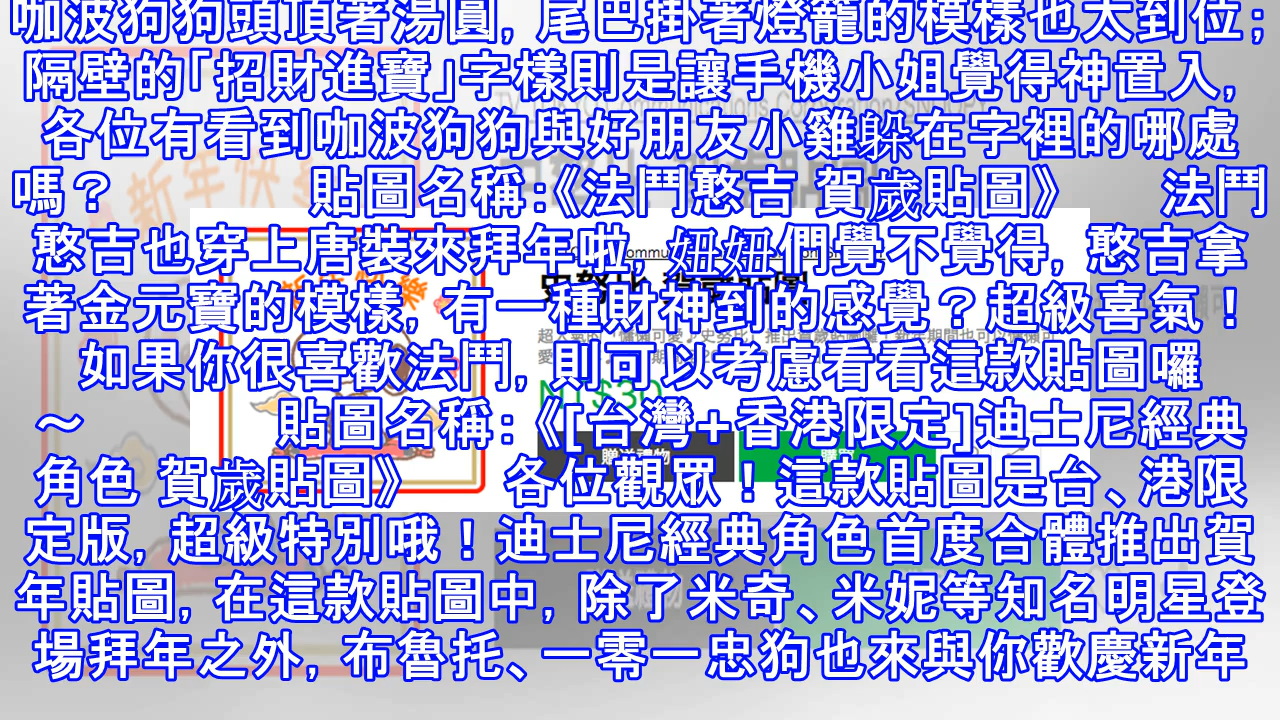 咖波狗狗頭頂著湯圓, 尾巴掛著燈籠的模樣也太到位;
隔壁的「招財進寶」字樣則是讓手機小姐覺得神置入,
各位有看到咖波狗狗與好朋友小雞躲在字裡的哪處
嗎？ 貼圖名稱:《法鬥憨吉 賀歲貼圖》 法鬥
憨吉也穿上唐裝來拜年啦, 妞妞們覺不覺得, 憨吉拿
著金元寶的模樣, 有一種財神到的感覺？超級喜氣！
如果你很喜歡法鬥, 則可以考慮看看這款貼圖囉
～ 貼圖名稱:《[台灣+香港限定]迪士尼經典
角色 賀歲貼圖》 各位觀眾！這款貼圖是台、港限
定版, 超級特別哦！迪士尼經典角色首度合體推出賀
年貼圖, 在這款貼圖中, 除了米奇、米妮等知名明星登
場拜年之外, 布魯托、一零一忠狗也來與你歡慶新年
NT$30
贈送禮物
購買